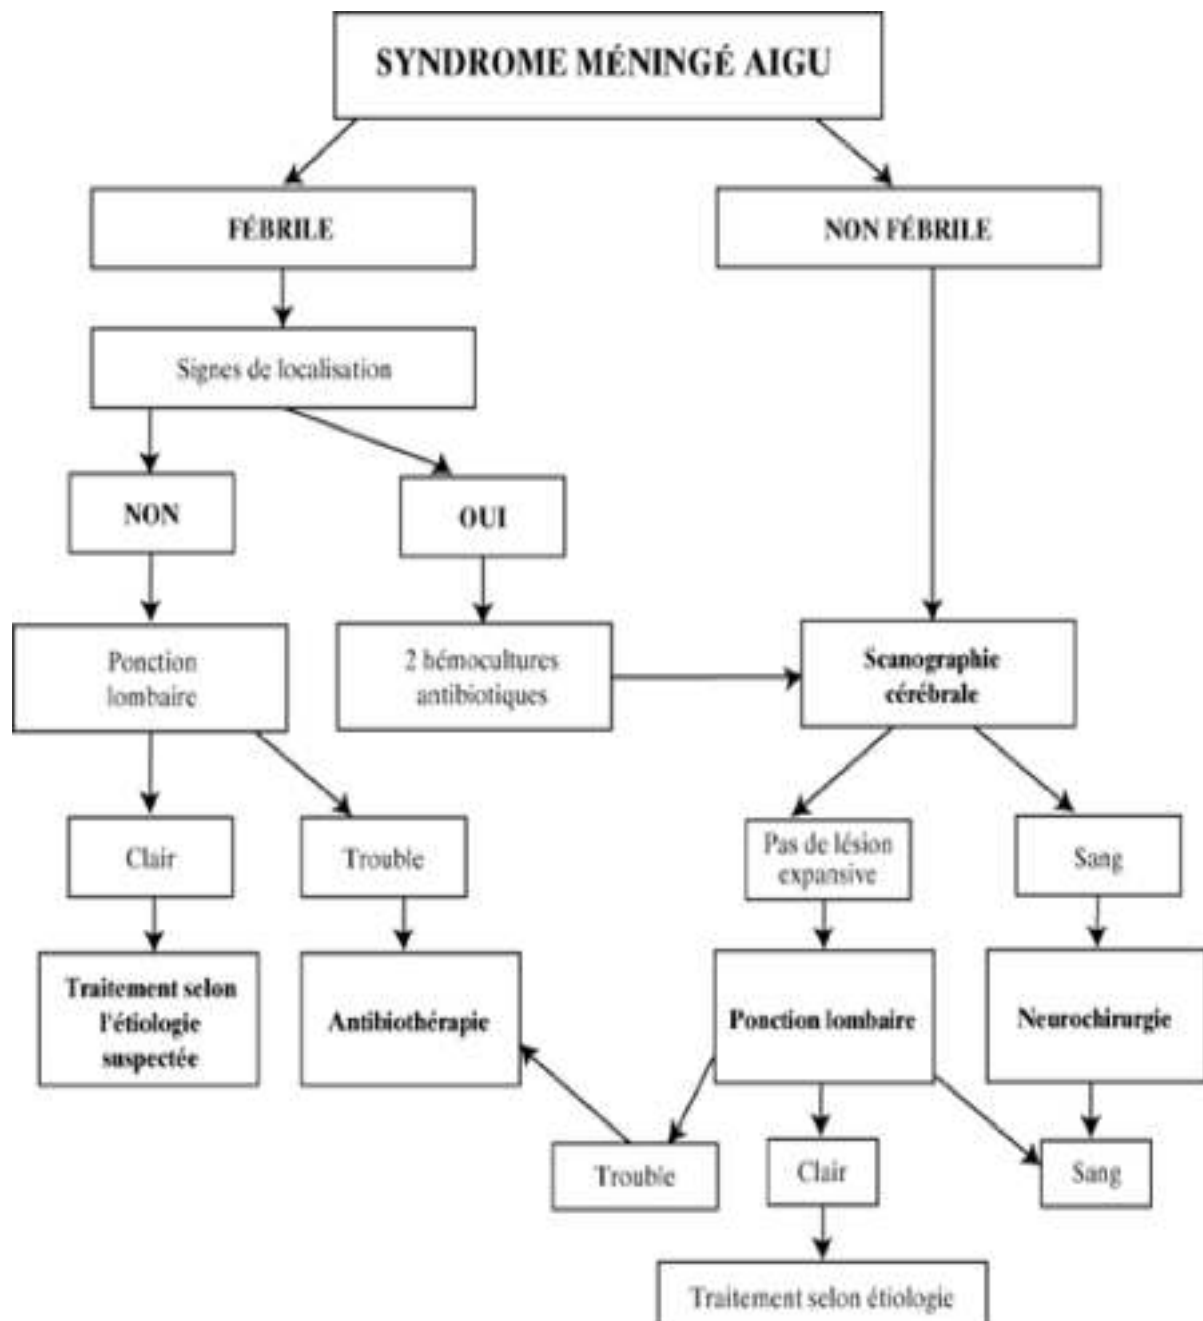 SYNDROME MÉNINGÉ AIGU
FÉBRILE
NON FÉBRILE
Signes de localisation
NON
OUI
Ponction
lombaire
2 hémocultures
antibiotiques
Scanographie
cérébrale
Clair
Trouble
Pas de lésion
expansive
Sang
Traitement selon
l'étiologie
suspectée
Antibiothérapie
Ponction lombaire
Neurochirurgie
Trouble
Clair
Sang
Traitement selon étiologie